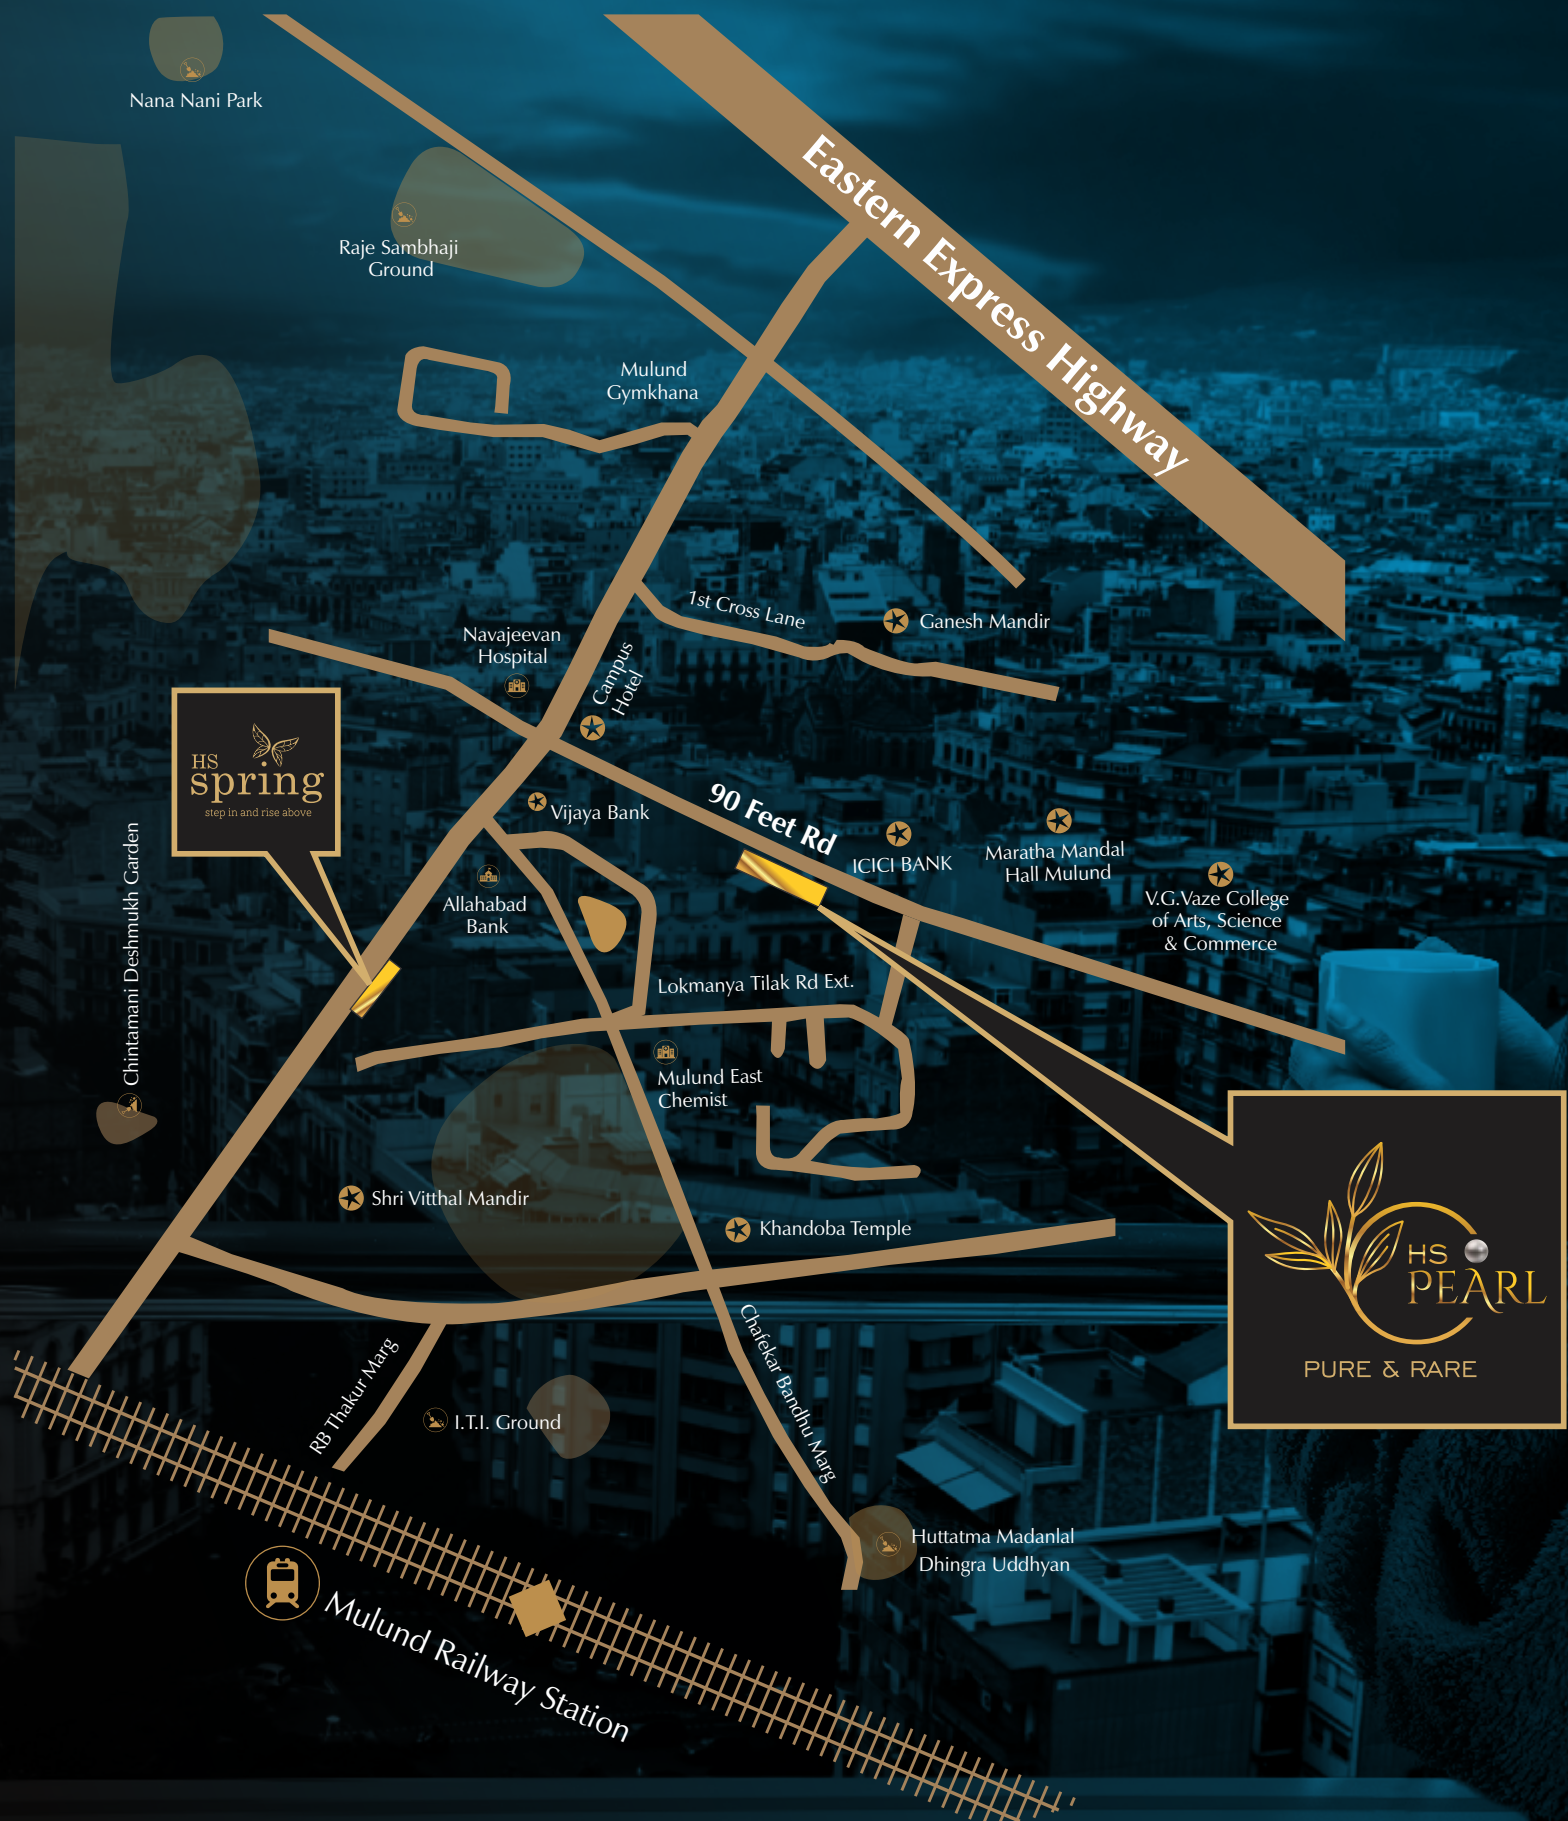 Nana Nani Park
Eastern Express Highway
Raje Sambhaji
Ground
Mulund
Gymkhana
1st Cross Lane
Ganesh Mandir
Navajeevan
Hospital
Campus
Hotel
HS
spring
step in and rise above
Vijaya Bank
90 Feet Rd
ICICI BANK
Maratha Mandal
Hall Mulund
V.G.Vaze College
of Arts, Science
& Commerce
Allahabad
Bank
Chintamani Deshmukh Garden
Lokmanya Tilak Rd Ext.
Mulund East
Chemist
Shri Vitthal Mandir
Khandoba Temple
HS
PEARL
PURE & RARE
RB Thakur Marg
Chafekar Bandhu Marg
I.T.I. Ground
Huttatma Madanlal
Dhingra Uddhyan
Mulund Railway Station